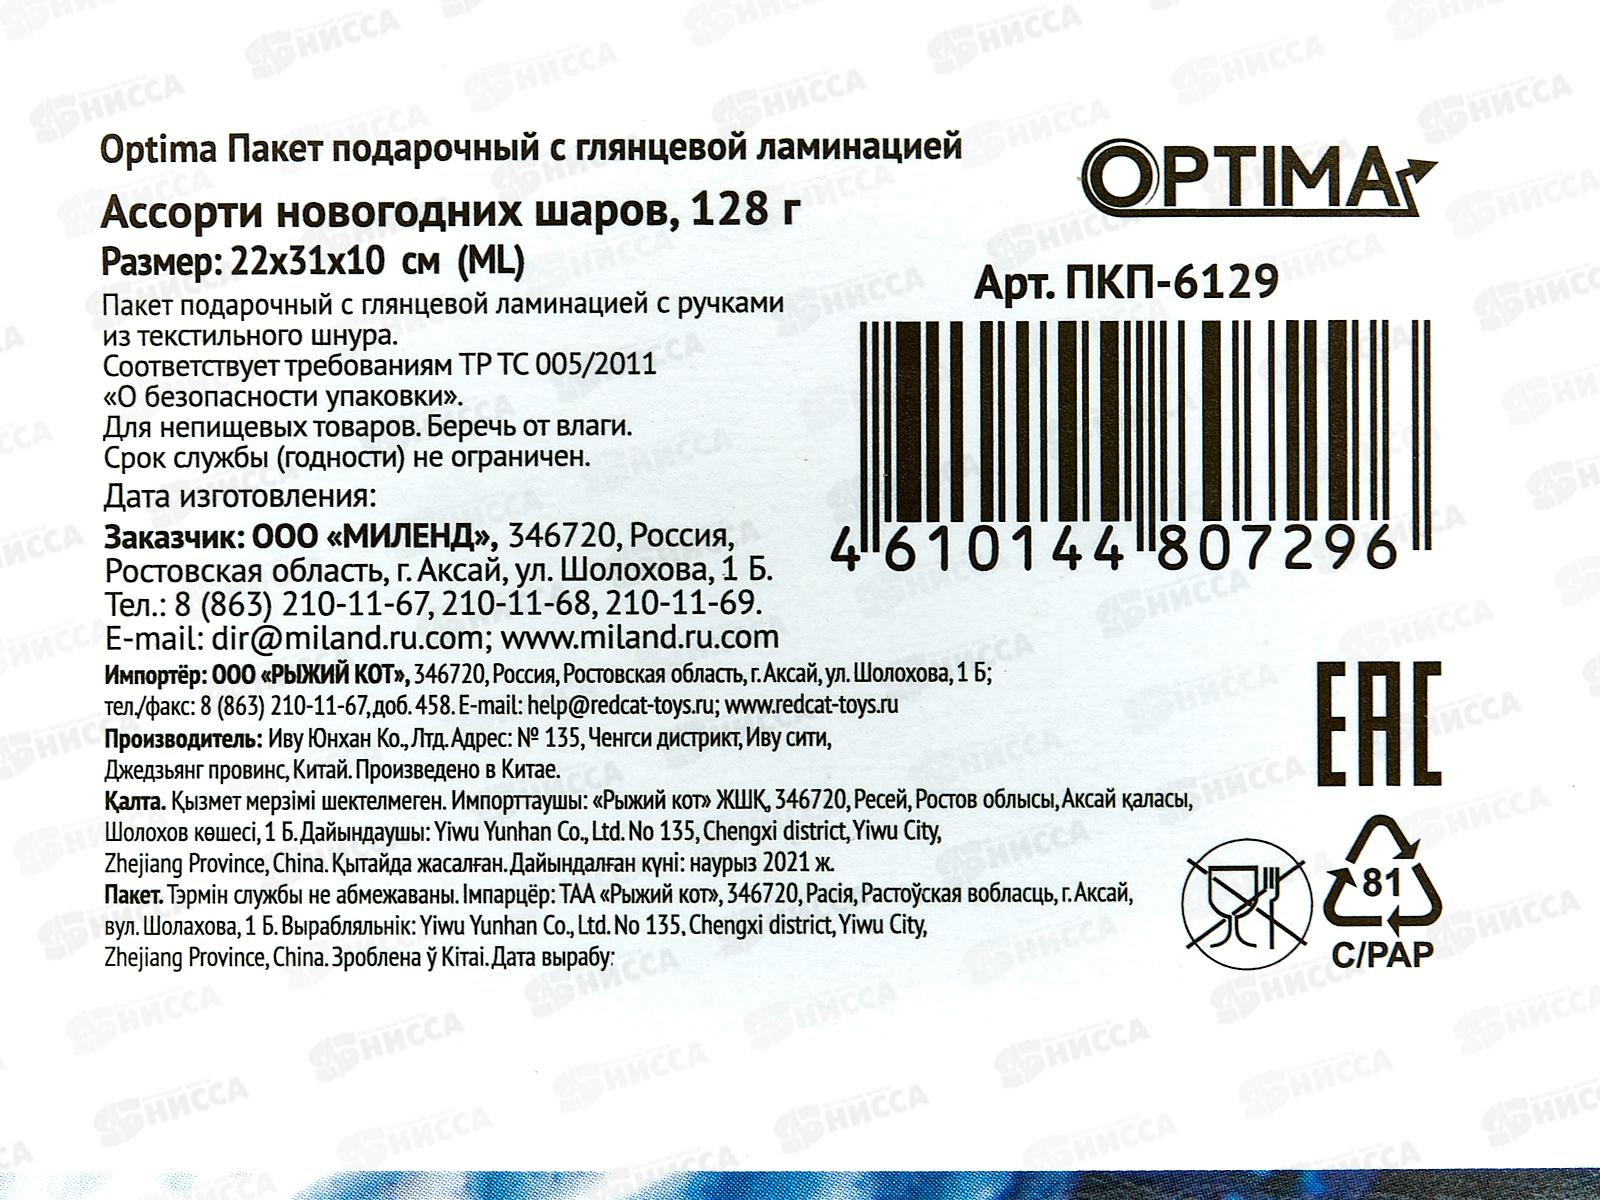 Optima Пакет подарочный с глянцевой ламинацией
Ассорти новогодних шаров, 128 г
Размер: 22х31х10 см (ML)
Пакет подарочный с глянцевой ламинацией с ручками
из текстильного шнура.
Соответствует требованиям ТР ТС 005/2011
«О безопасности упаковки».
Для непищевых товаров. Беречь от влаги.
Срок службы (годности) не ограничен.
Дата изготовления:
Заказчик: ООО «МИЛЕНД», 346720, Россия,
Ростовская область, г. Аксай, ул. Шолохова, 1 Б.
Тел.: 8 (863) 210-11-67, 210-11-68, 210-11-69.
E-mail: dir@miland.ru.com; www.miland.ru.com
Импортёр: ООО «РЫЖИЙ КОТ», 346720, Россия, Ростовская область, г. Аксай, ул. Шолохова, 1 Б;
тел./факс: 8 (863) 210-11-67, доб. 458. E-mail: help@redcat-toys.ru; www.redcat-toys.ru
Производитель: Иву Юнхан Ко., Лтд. Адрес: № 135, Ченгси дистрикт, Иву сити,
Джедзьянг провинс, Китай. Произведено в Китае.
Қалта. Қызмет мерзімі шектелмеген. Импорттаушы: «Рыжий кот» ЖШҚ, 346720, Ресей, Ростов облысы, Аксай қаласы,
Шолохов көшесі, 1 Б. Дайындаушы: Yiwu Yunhan Co., Ltd. No 135, Chengxi district, Yiwu City,
Zhejiang Province, China. Қытайда жасалған. Дайындалған күні: наурыз 2021 ж.
Пакет. Тэрмін службы не абмежаваны. Імпарцёр: ТАА «Рыжий кот», 346720, Расія, Растоўская вобласць, г. Аксай,
вул. Шолахова, 1 Б. Вырабляльнік: Yiwu Yunhan Co., Ltd. No 135, Chengxi district, Yiwu City,
Zhejiang Province, China. Зроблена ў Кітаі. Дата вырабу:
OPTIMA
Арт. ПКП-6129
4 610144 807296
EAC
81
C/PAP
НИССА